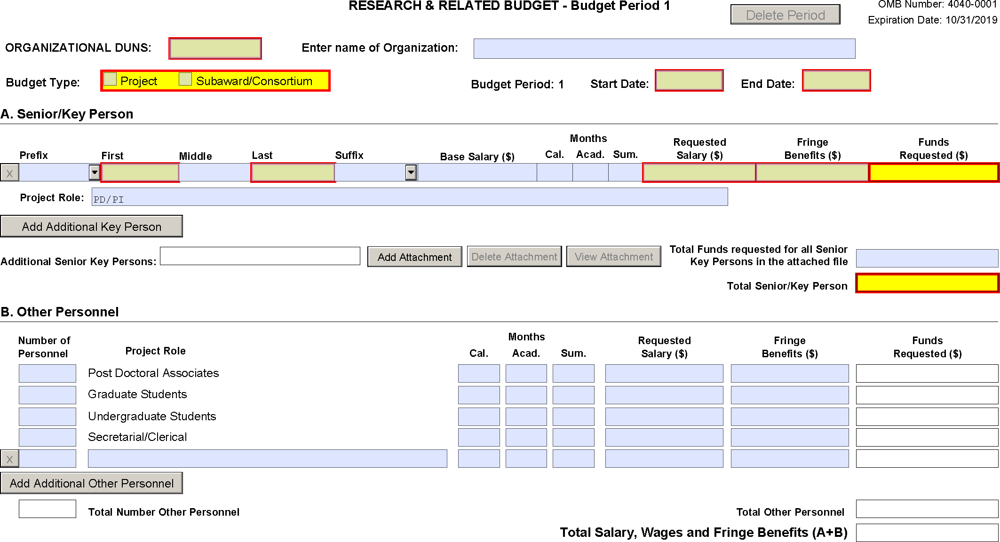 RESEARCH & RELATED BUDGET - Budget Period 1
Delete Period
OMB Number: 4040-0001
Expiration Date: 10/31/2019
ORGANIZATIONAL DUNS:
Enter name of Organization:
Budget Type:
Project
Subaward/Consortium
Budget Period: 1
Start Date:
End Date:
A. Senior/Key Person
Prefix
First
Middle
Last
Suffix
Base Salary ($)
Months
Cal.
Acad.
Sum.
Requested
Salary ($)
Fringe
Benefits ($)
Funds
Requested ($)
X
Project Role:
PD/PI
Add Additional Key Person
Additional Senior Key Persons:
Add Attachment
Delete Attachment
View Attachment
Total Funds requested for all Senior
Key Persons in the attached file
Total Senior/Key Person
B. Other Personnel
Number of
Personnel
Project Role
Months
Cal.
Acad.
Sum.
Requested
Salary ($)
Fringe
Benefits ($)
Funds
Requested ($)
Post Doctoral Associates
Graduate Students
Undergraduate Students
Secretarial/Clerical
X
Add Additional Other Personnel
Total Number Other Personnel
Total Other Personnel
Total Salary, Wages and Fringe Benefits (A+B)